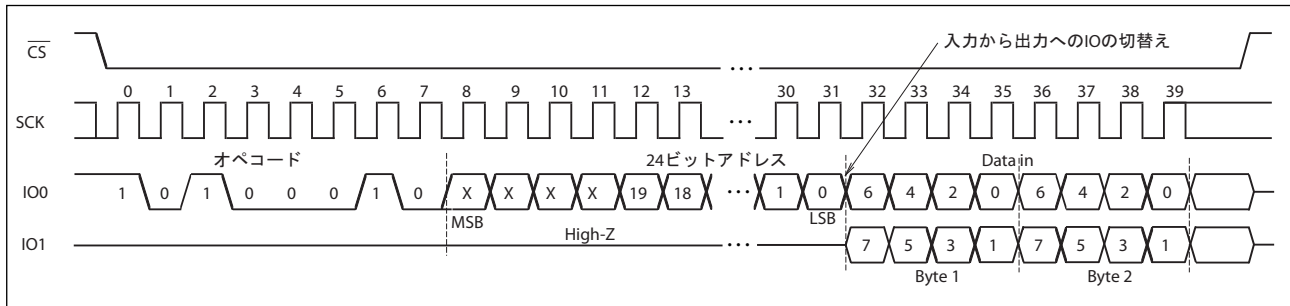 入力から出力へのIOの切替え
CS
...
0 1 2 3 4 5 6 7 8 9 10 11 12 13 30 31 32 33 34 35 36 37 38 39
SCK
...
オペコード 24ビットアドレス Data in
IO0 1 0 1 0 0 0 1 0 X X X X 19 18 ... 1 0 6 4 2 0 6 4 2 0
MSB LSB
High-Z
IO1 ... 7 5 3 1 7 5 3 1
Byte 1 Byte 2